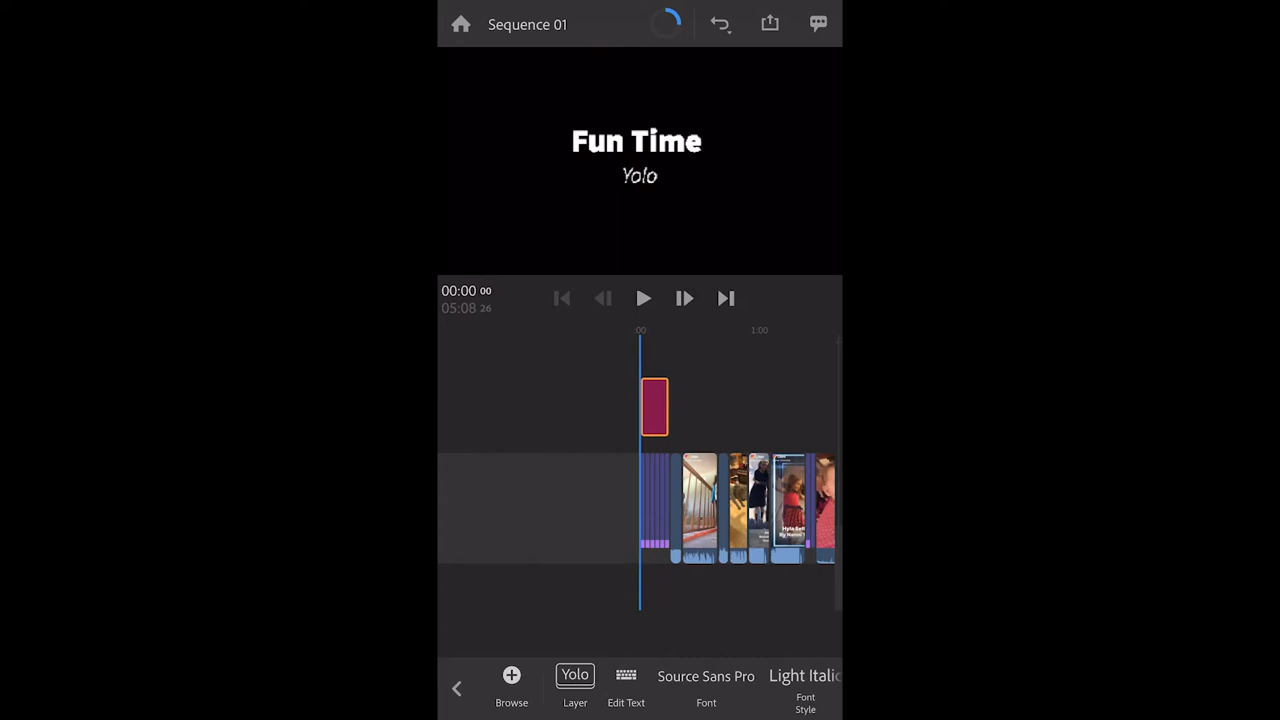 Sequence 01
Fun Time
Yolo
00:00 00
05:08 26
:00
1:00
Yolo
Source Sans Pro
Light Italic
Browse
Layer
Edit Text
Font
Font
Style